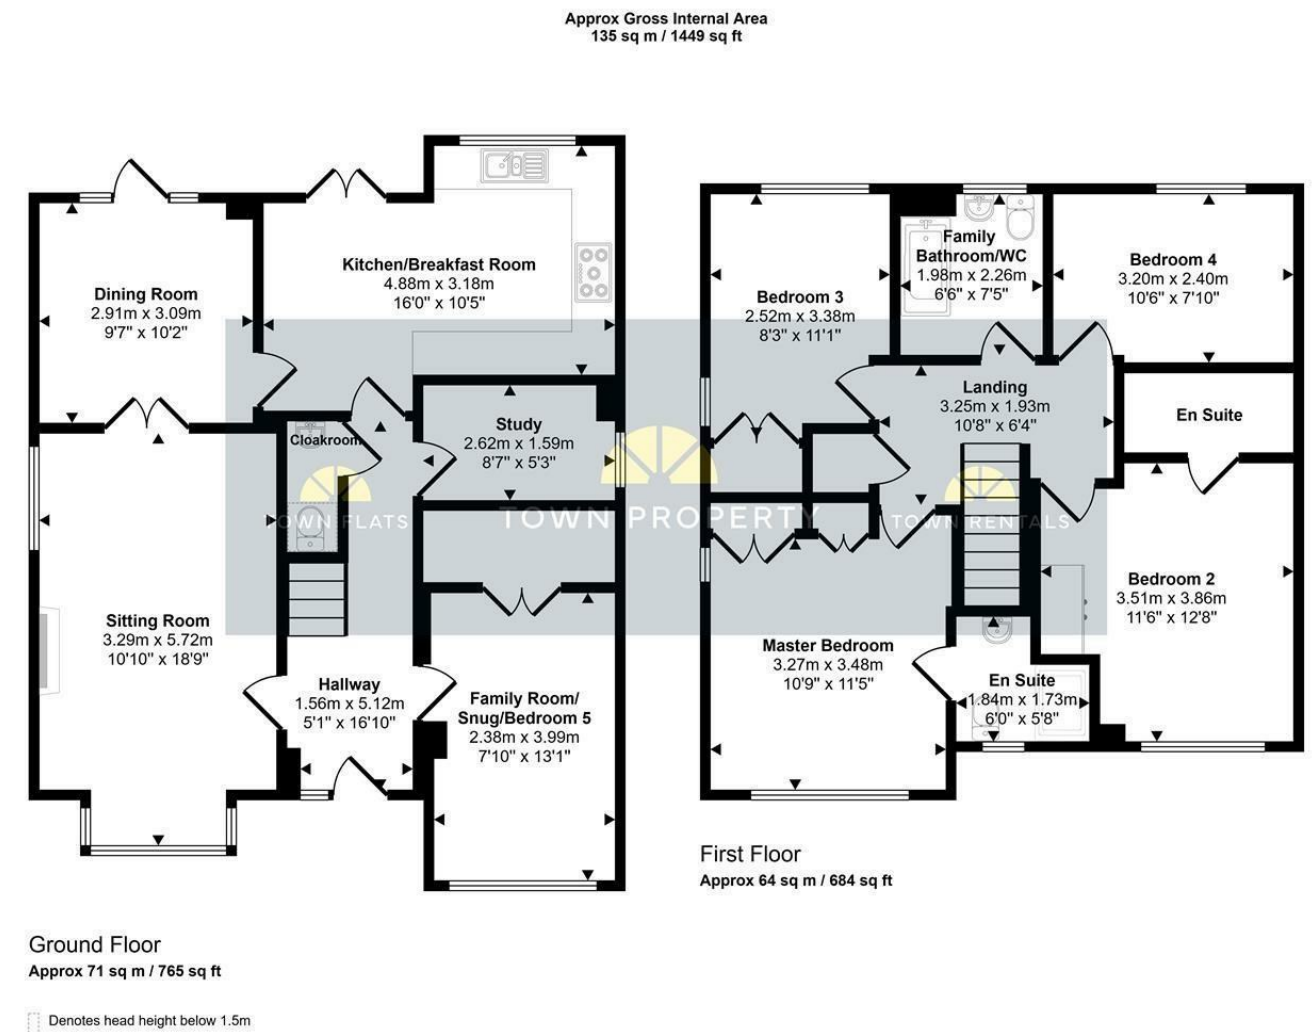 Approx Gross Internal Area
135 sq m / 1449 sq ft
Kitchen/Breakfast Room
4.88m x 3.18m
16'0" x 10'5"
Dining Room
2.91m x 3.09m
9'7" x 10'2"
Cloakroom
Study
2.62m x 1.59m
8'7" x 5'3"
Sitting Room
3.29m x 5.72m
10'10" x 18'9"
Hallway
1.56m x 5.12m
5'1" x 16'10"
Family Room/
Snug/Bedroom 5
2.38m x 3.99m
7'10" x 13'1"
TOWN FLATS
TOWN PROPERTY
TOWN RENTALS
Family
Bathroom/WC
1.98m x 2.26m
6'6" x 7'5"
Bedroom 4
3.20m x 2.40m
10'6" x 7'10"
Bedroom 3
2.52m x 3.38m
8'3" x 11'1"
Landing
3.25m x 1.93m
10'8" x 6'4"
En Suite
Bedroom 2
3.51m x 3.86m
11'6" x 12'8"
Master Bedroom
3.27m x 3.48m
10'9" x 11'5"
En Suite
1.84m x 1.73m
6'0" x 5'8"
First Floor
Approx 64 sq m / 684 sq ft
Ground Floor
Approx 71 sq m / 765 sq ft
Denotes head height below 1.5m